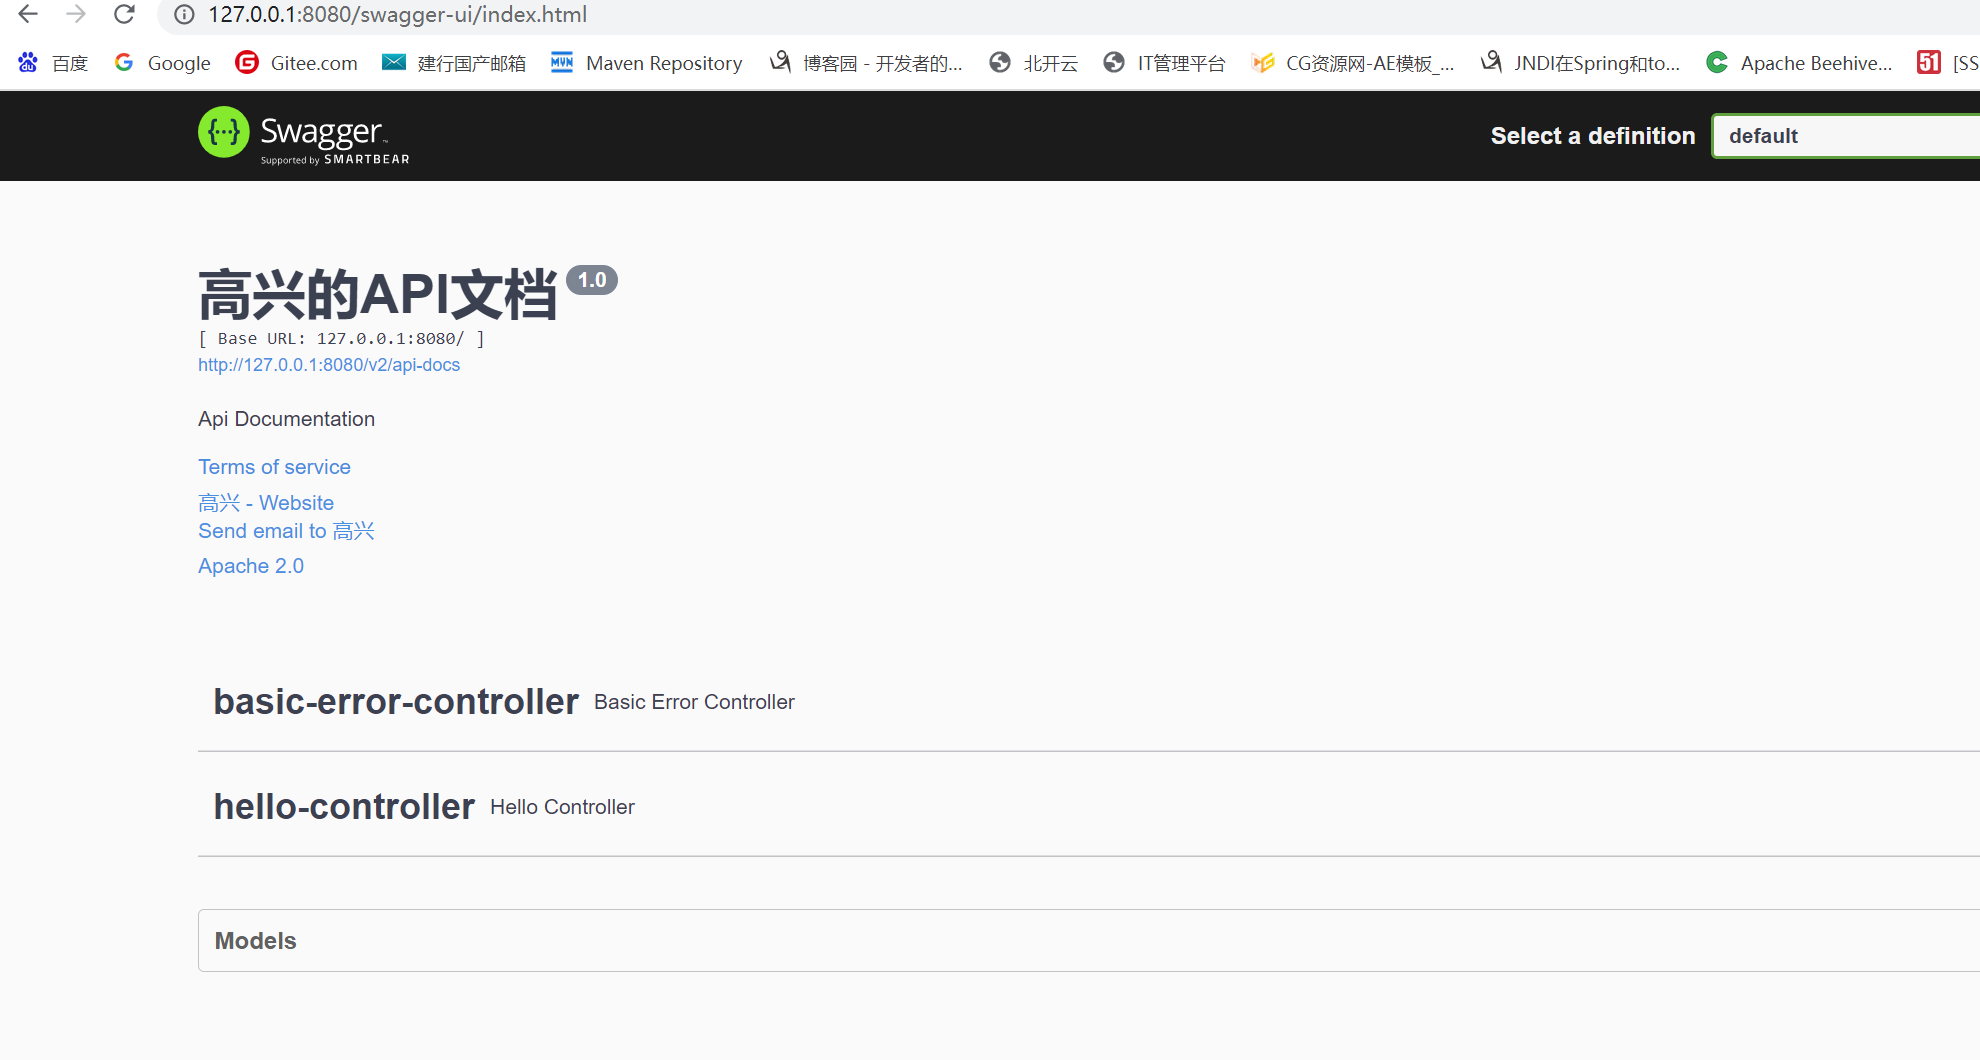 127.0.0.1:8080/swagger-ui/index.html
百度 Google Gitee.com 建行国产邮箱 Maven Repository 博客园 - 开发者的... 北开云 IT管理平台 CG资源网-AE模板_... JNDI在Spring和to... Apache Beehive... 51 [SS
Swagger™ Select a definition default
Supported by SMARTBEAR
高兴的API文档 1.0
[ Base URL: 127.0.0.1:8080/ ]
http://127.0.0.1:8080/v2/api-docs
Api Documentation
Terms of service
高兴 - Website
Send email to 高兴
Apache 2.0
basic-error-controller Basic Error Controller
hello-controller Hello Controller
Models